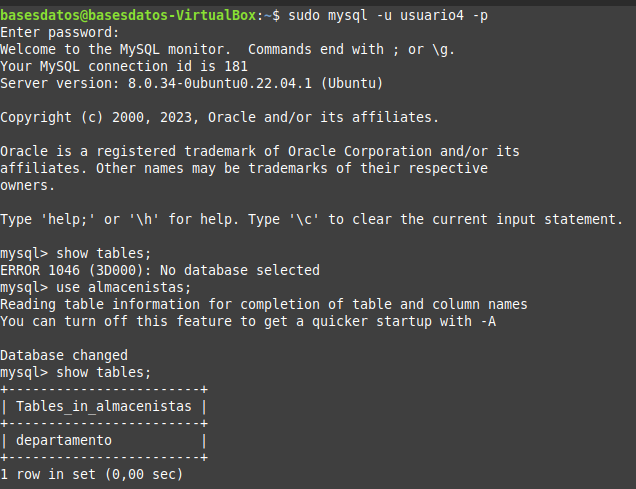 basesdatos@basesdatos-VirtualBox:~$ sudo mysql -u usuario4 -p
Enter password:
Welcome to the MySQL monitor.  Commands end with ; or \g.
Your MySQL connection id is 181
Server version: 8.0.34-0ubuntu0.22.04.1 (Ubuntu)

Copyright (c) 2000, 2023, Oracle and/or its affiliates.

Oracle is a registered trademark of Oracle Corporation and/or its
affiliates. Other names may be trademarks of their respective
owners.

Type 'help;' or '\h' for help. Type '\c' to clear the current input statement.

mysql> show tables;
ERROR 1046 (3D000): No database selected
mysql> use almacenistas;
Reading table information for completion of table and column names
You can turn off this feature to get a quicker startup with -A

Database changed
mysql> show tables;
+------------------------+
| Tables_in_almacenistas |
+------------------------+
| departamento           |
+------------------------+
1 row in set (0,00 sec)